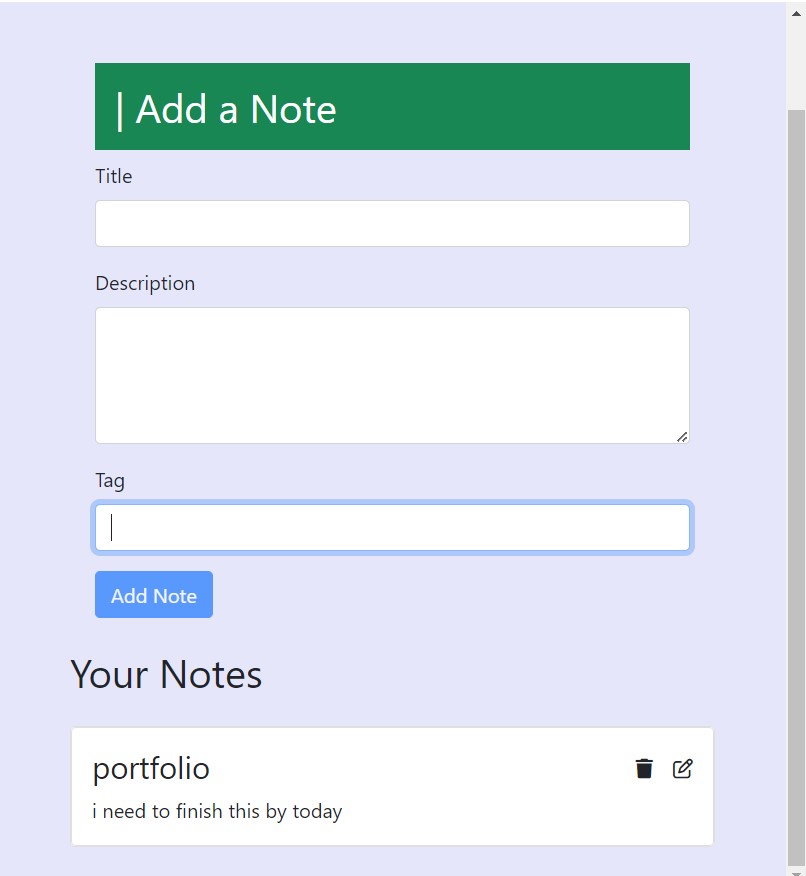 | Add a Note
Title
Description
Tag
Add Note
Your Notes
portfolio
i need to finish this by today